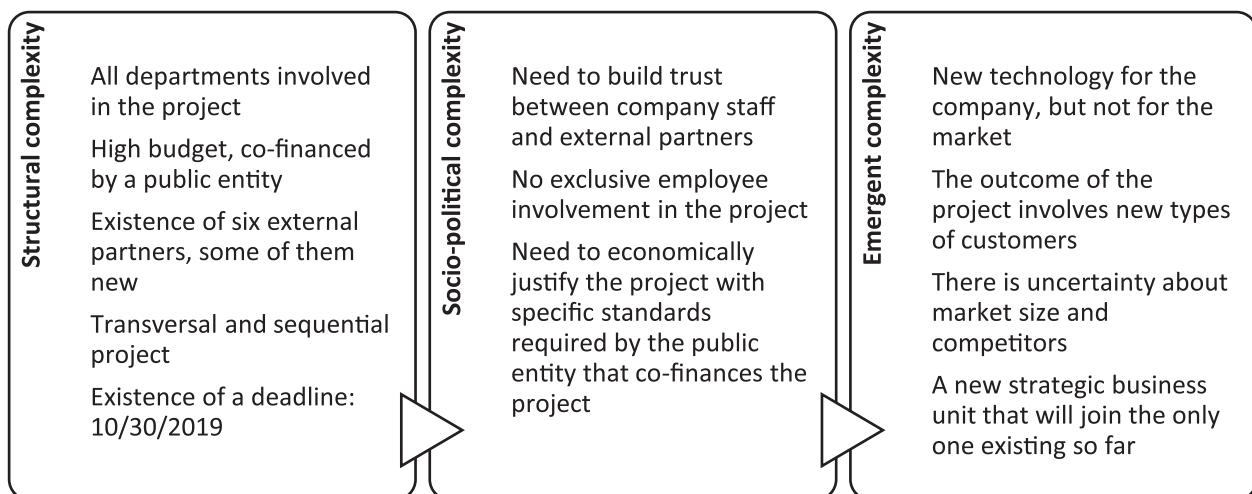 Structural complexity
All departments involved
in the project
High budget, co-financed
by a public entity
Existence of six external
partners, some of them
new
Transversal and sequential
project
Existence of a deadline:
10/30/2019
Socio-political complexity
Need to build trust
between company staff
and external partners
No exclusive employee
involvement in the project
Need to economically
justify the project with
specific standards
required by the public
entity that co-finances the
project
Emergent complexity
New technology for the
company, but not for the
market
The outcome of the
project involves new types
of customers
There is uncertainty about
market size and
competitors
A new strategic business
unit that will join the only
one existing so far